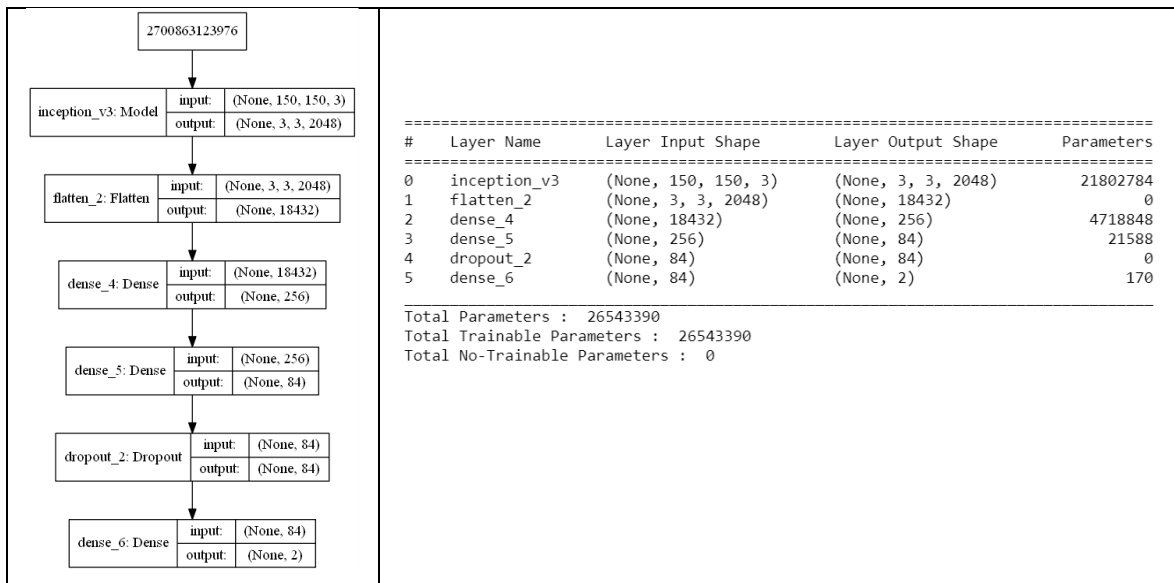 2700863123976
inception_v3: Model
input: (None, 150, 150, 3)
output: (None, 3, 3, 2048)
flatten_2: Flatten
input: (None, 3, 3, 2048)
output: (None, 18432)
dense_4: Dense
input: (None, 18432)
output: (None, 256)
dense_5: Dense
input: (None, 256)
output: (None, 84)
dropout_2: Dropout
input: (None, 84)
output: (None, 84)
dense_6: Dense
input: (None, 84)
output: (None, 2)
# Layer Name Layer Input Shape Layer Output Shape Parameters
0 inception_v3 (None, 150, 150, 3) (None, 3, 3, 2048) 21802784
1 flatten_2 (None, 3, 3, 2048) (None, 18432) 0
2 dense_4 (None, 18432) (None, 256) 4718848
3 dense_5 (None, 256) (None, 84) 21588
4 dropout_2 (None, 84) (None, 84) 0
5 dense_6 (None, 84) (None, 2) 170
Total Parameters : 26543390
Total Trainable Parameters : 26543390
Total No-Trainable Parameters : 0